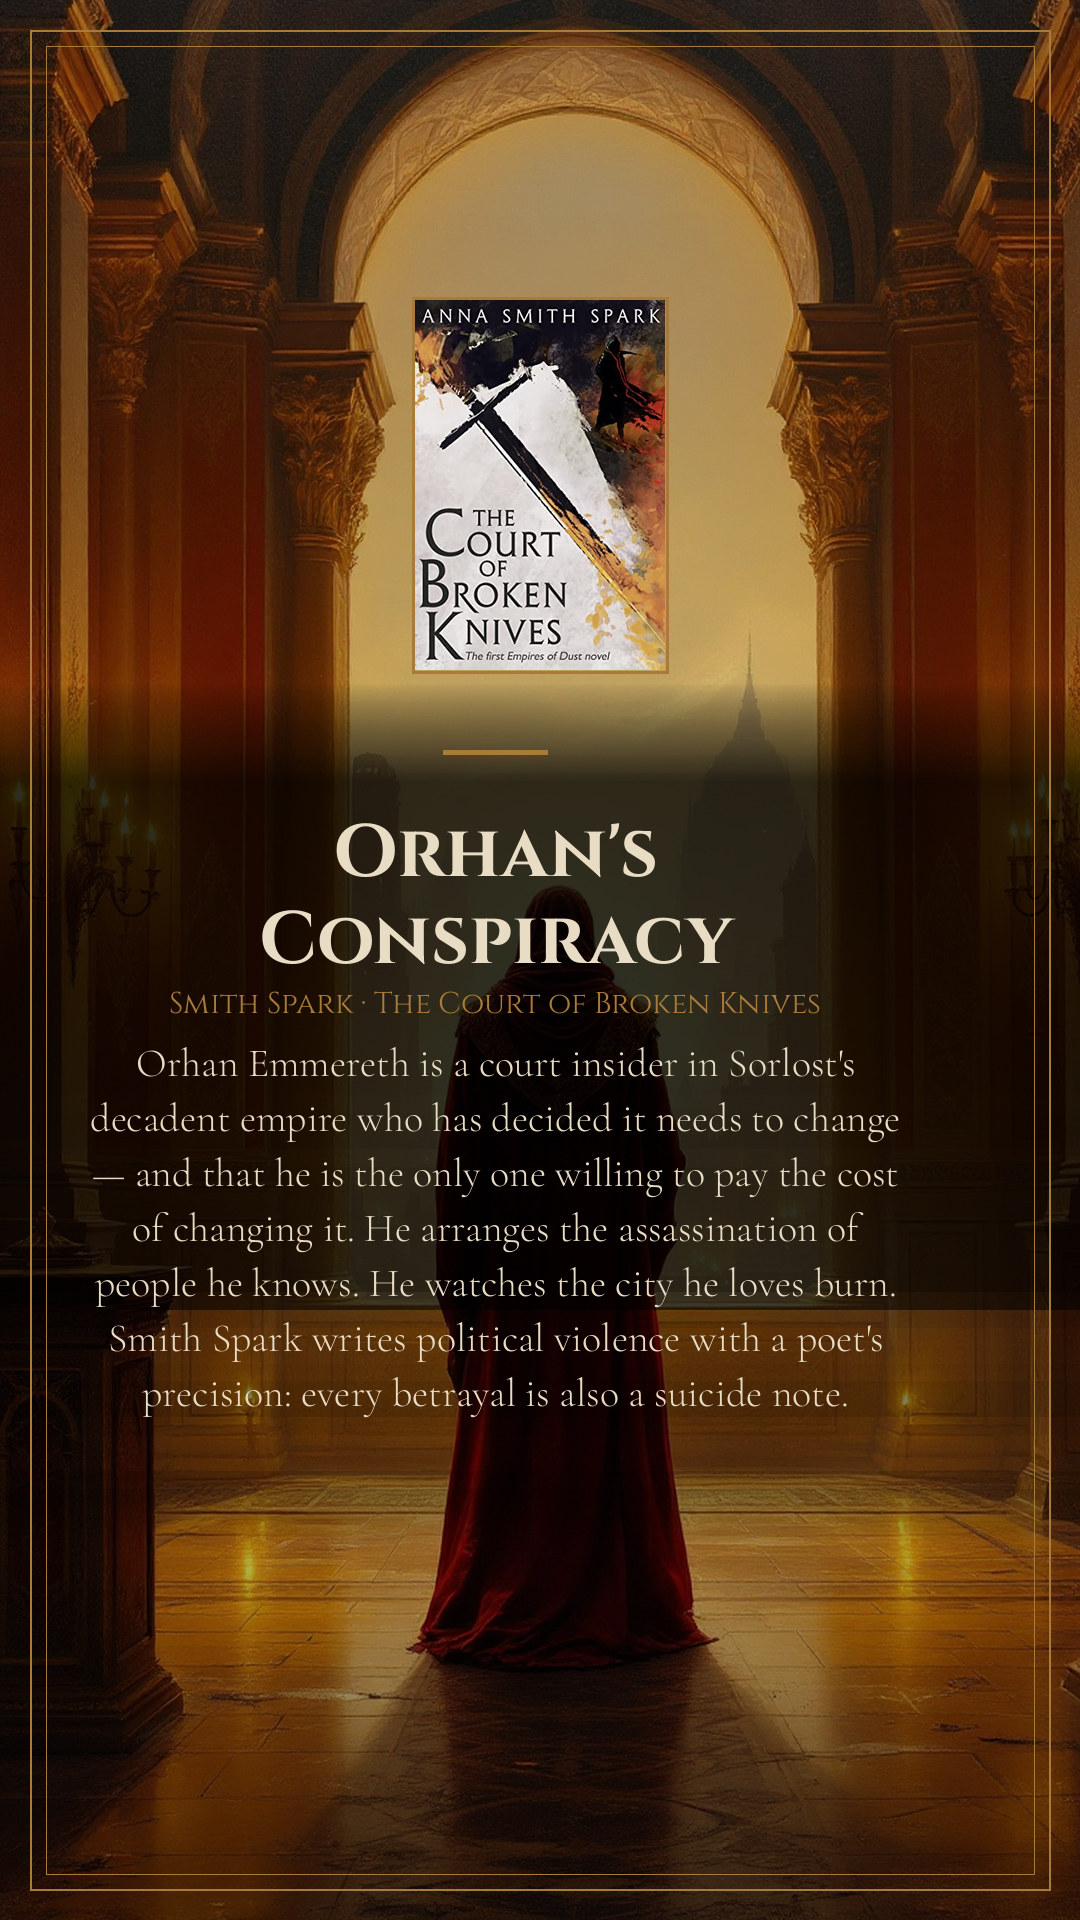 ANNA SMITH SPARK
THE
COURT
OF
BROKEN
KNIVES
The first Empires of Dust novel
ORHAN'S
CONSPIRACY
SMITH SPARK · THE COURT OF BROKEN KNIVES
Orhan Emmereth is a court insider in Sorlost's
decadent empire who has decided it needs to change
— and that he is the only one willing to pay the cost
of changing it. He arranges the assassination of
people he knows. He watches the city he loves burn.
Smith Spark writes political violence with a poet's
precision: every betrayal is also a suicide note.